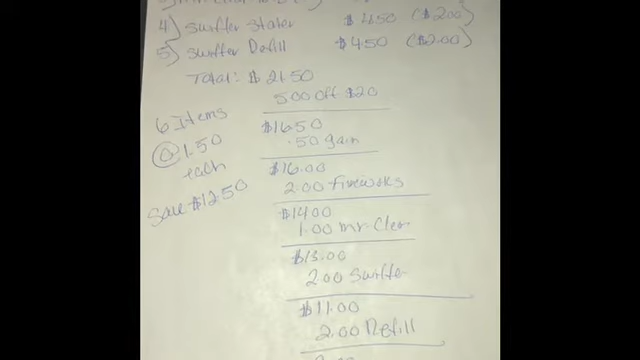 4) Swiffer Stater $4.50 ($2.00)
5) Swiffer Refill $4.50 ($2.00)
Total: $21.50
5.00 off $20
6 Items
@ 1.50
each
Save $12.50
$16.50
.50 gain
$16.00
2.00 fireworks
$14.00
1.00 mr. Clean
$13.00
2.00 Swiffer
$11.00
2.00 Refill